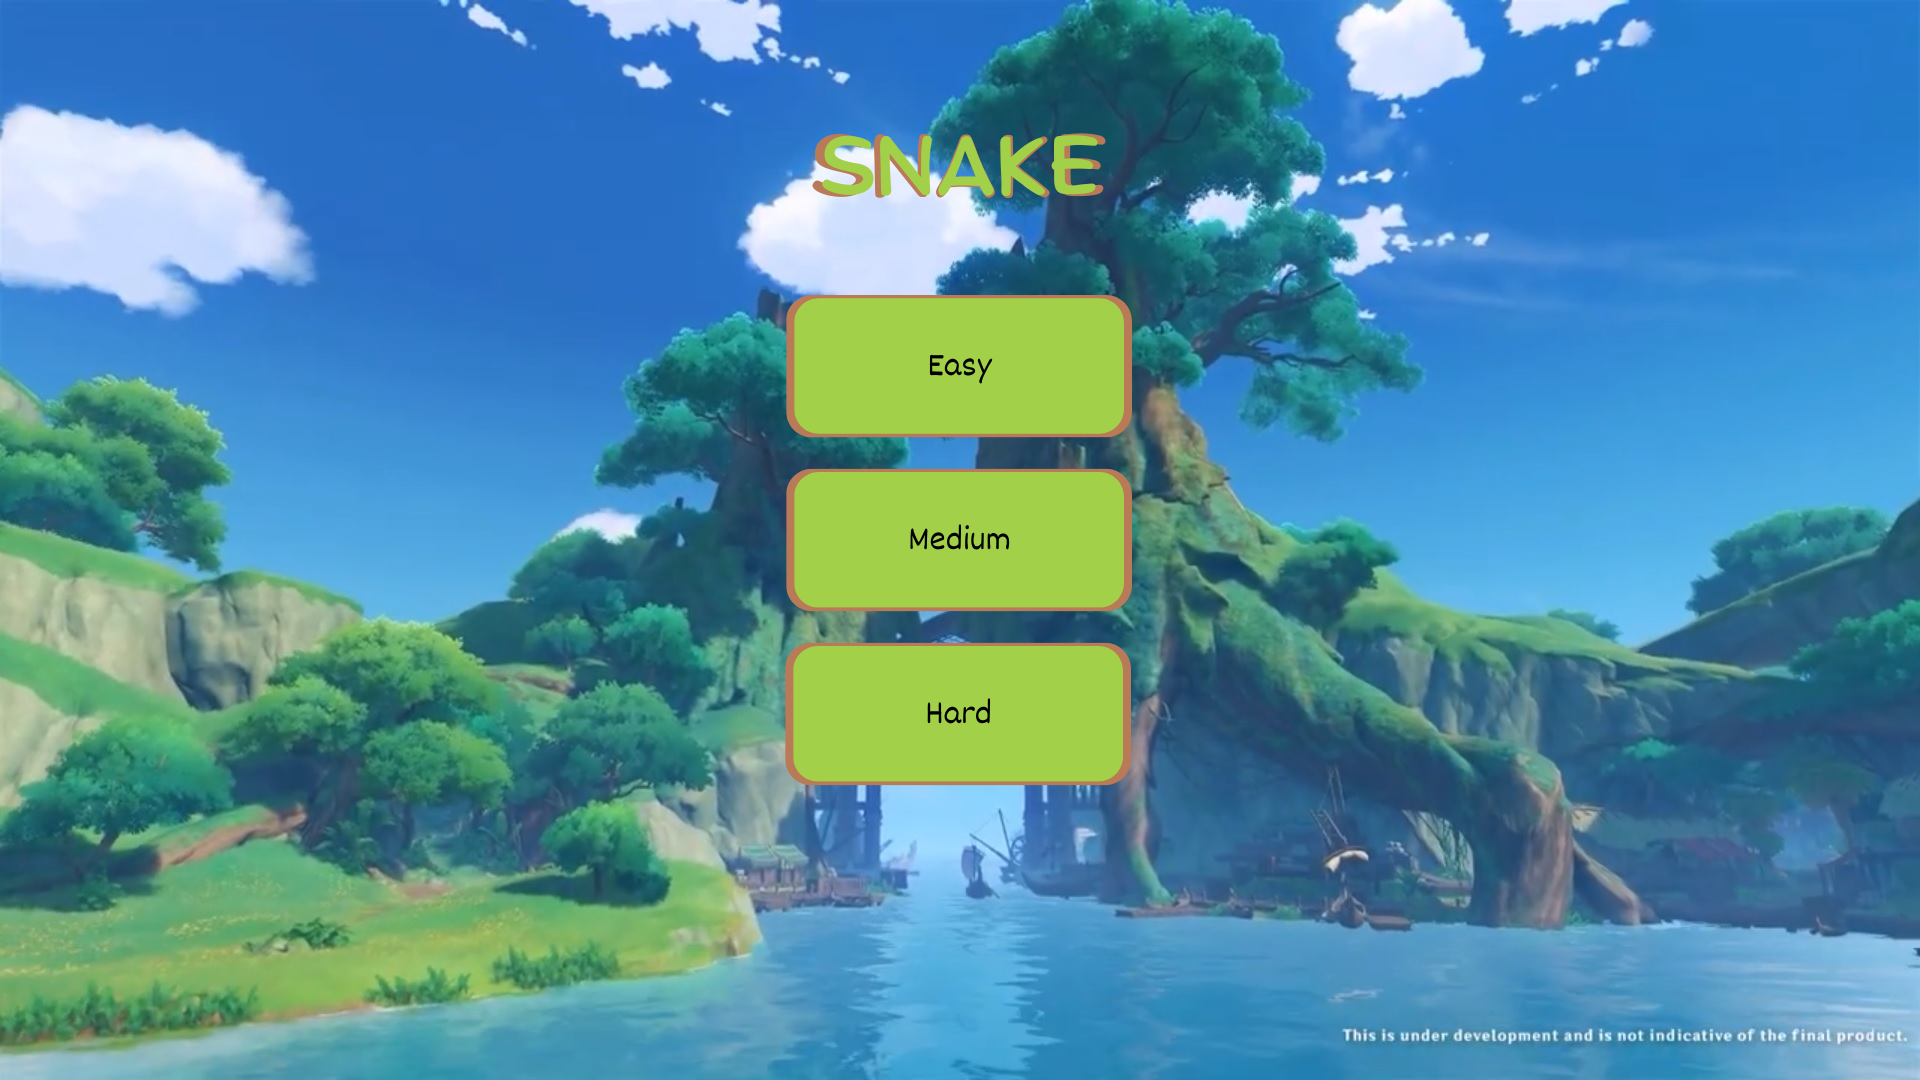 SNAKE
Easy
Medium
Hard
This is under development and is not indicative of the final product.